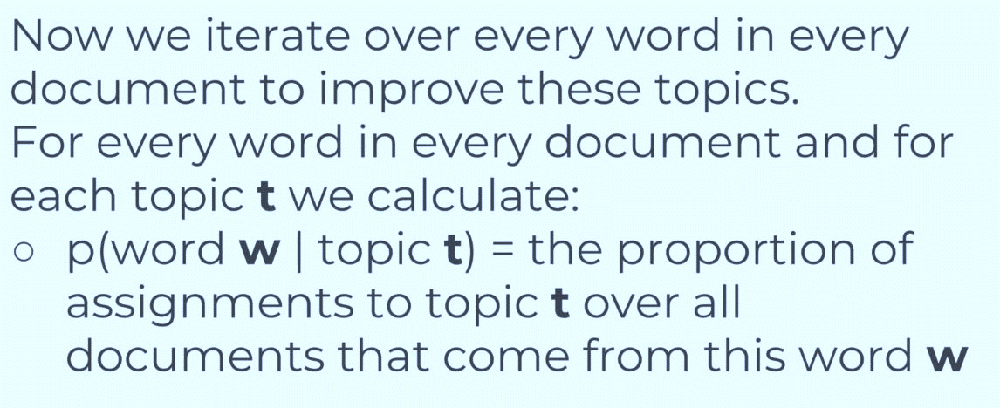 Now we iterate over every word in every
document to improve these topics.
For every word in every document and for
each topic t we calculate:
○ p(word w | topic t) = the proportion of
assignments to topic t over all
documents that come from this word w